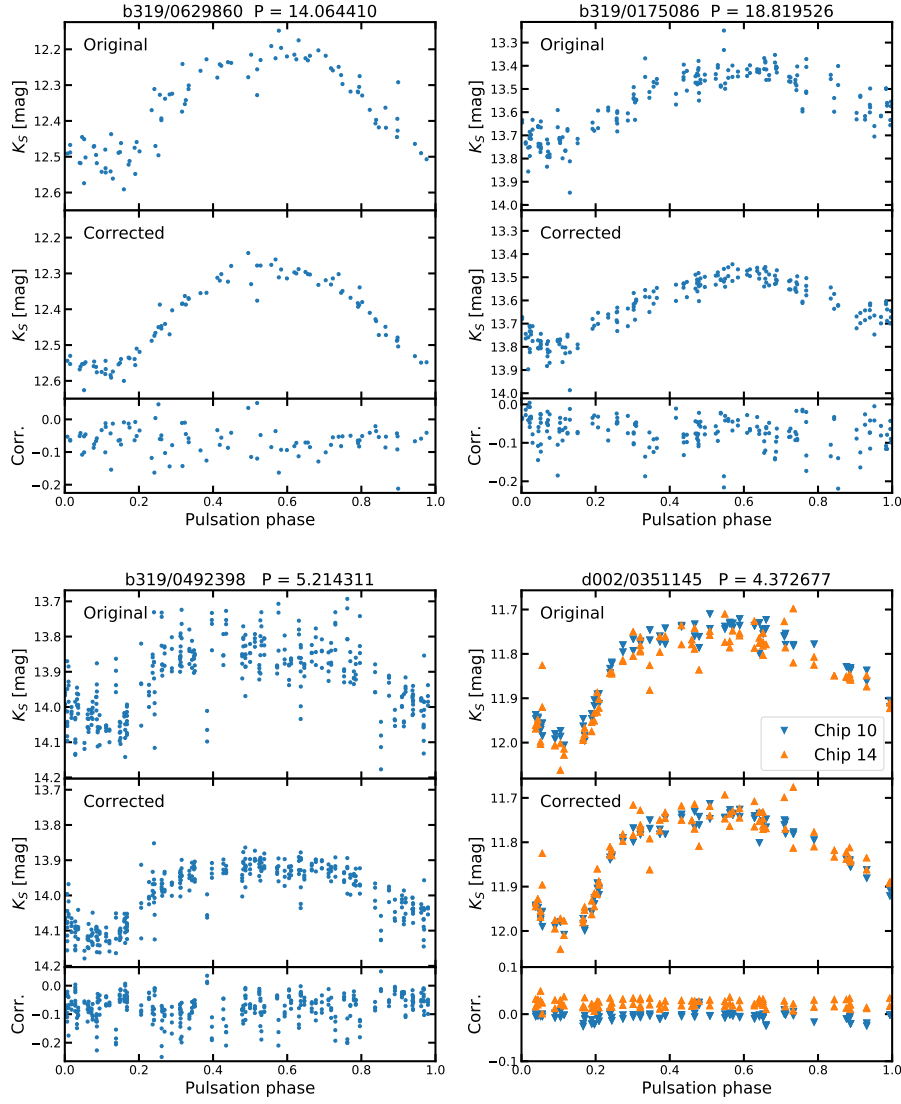 b319/0629860 P = 14.064410
Original
12.2
12.3
12.4
12.5
12.6
K_S [mag]
Corrected
12.2
12.3
12.4
12.5
12.6
K_S [mag]
0.0
−0.1
−0.2
Corr.
0.0 0.2 0.4 0.6 0.8 1.0
Pulsation phase
b319/0175086 P = 18.819526
Original
13.3
13.4
13.5
13.6
13.7
13.8
13.9
14.0
K_S [mag]
Corrected
13.3
13.4
13.5
13.6
13.7
13.8
13.9
14.0
K_S [mag]
0.0
−0.1
−0.2
Corr.
0.0 0.2 0.4 0.6 0.8 1.0
Pulsation phase
b319/0492398 P = 5.214311
Original
13.7
13.8
13.9
14.0
14.1
14.2
K_S [mag]
Corrected
13.7
13.8
13.9
14.0
14.1
14.2
K_S [mag]
0.0
−0.1
−0.2
Corr.
0.0 0.2 0.4 0.6 0.8 1.0
Pulsation phase
d002/0351145 P = 4.372677
Original
11.7
11.8
11.9
12.0
K_S [mag]
Chip 10
Chip 14
Corrected
11.7
11.8
11.9
12.0
K_S [mag]
0.1
0.0
−0.1
Corr.
0.0 0.2 0.4 0.6 0.8 1.0
Pulsation phase